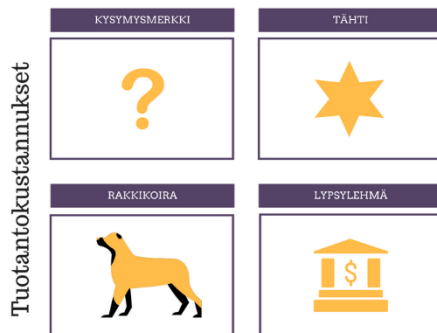 KYSYMYSMERKKI
TÄHTI
?
Tuotantokustannukset
RAKKIKOIRA
LYPSYLEHMÄ
$